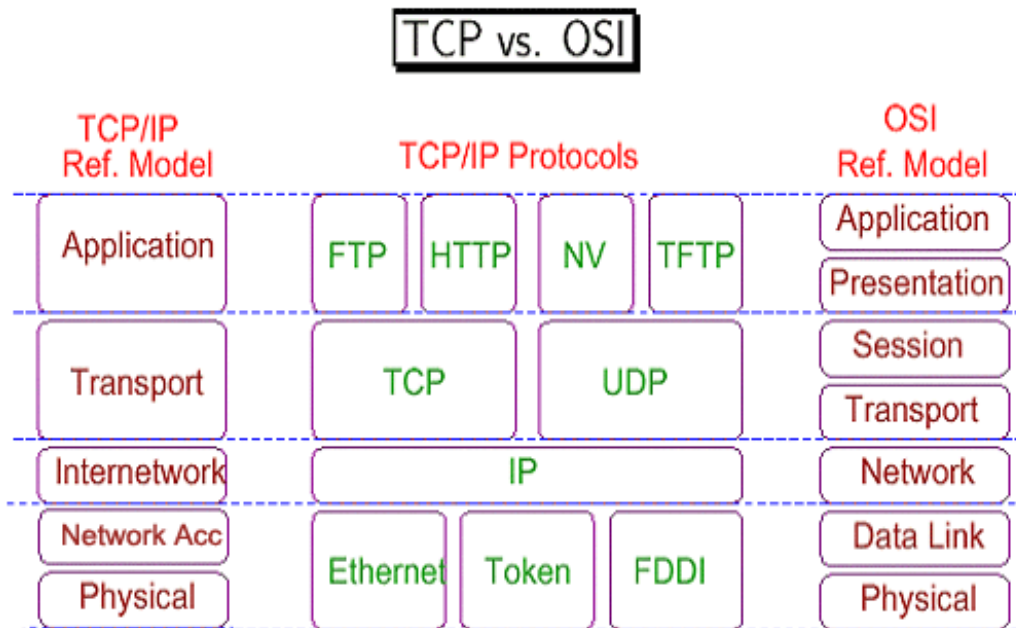 TCP vs. OSI
TCP/IP
Ref. Model
TCP/IP Protocols
OSI
Ref. Model
Application
FTP
HTTP
NV
TFTP
Application
Presentation
Transport
TCP
UDP
Session
Transport
Internetwork
IP
Network
Network Acc
Physical
Ethernet
Token
FDDI
Data Link
Physical